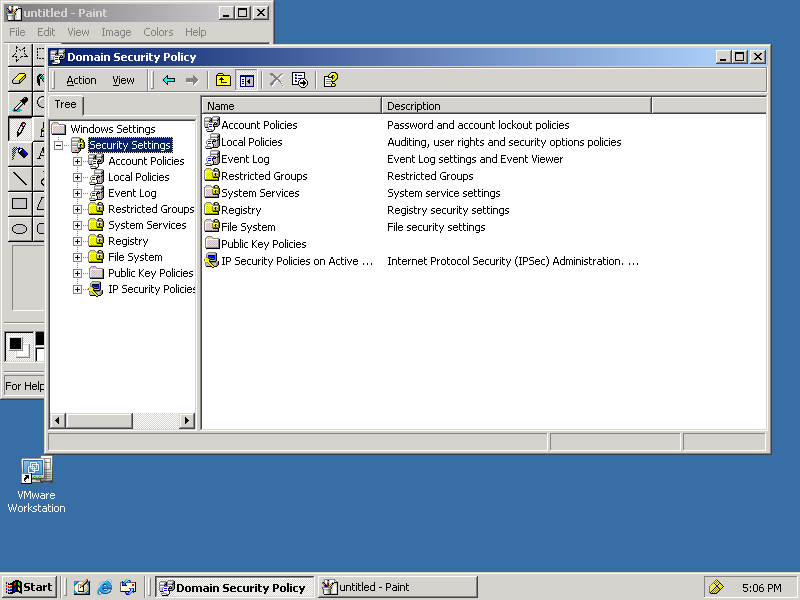 untitled - Paint
File Edit View Image Colors Help
Domain Security Policy
Action View
Tree
Name Description
Windows Settings
Security Settings
Account Policies
Local Policies
Event Log
Restricted Groups
System Services
Registry
File System
Public Key Policies
IP Security Policies
Account Policies Password and account lockout policies
Local Policies Auditing, user rights and security options policies
Event Log Event Log settings and Event Viewer
Restricted Groups Restricted Groups
System Services System service settings
Registry Registry security settings
File System File security settings
Public Key Policies
IP Security Policies on Active ... Internet Protocol Security (IPSec) Administration. ...
For Help
VMware
Workstation
Start Domain Security Policy untitled - Paint 5:06 PM